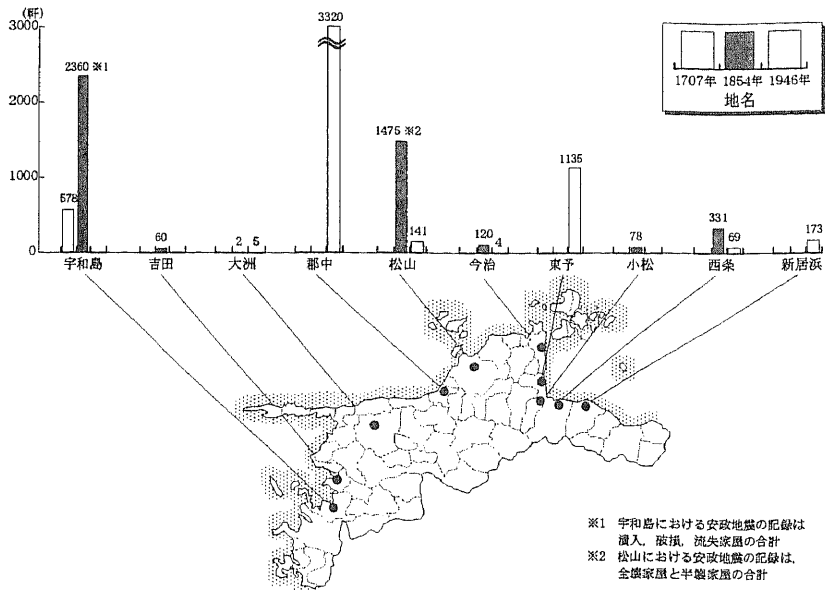 (軒)
3000
2000
1000
0
578
2360 ※1
60
2
5
3320
1475 ※2
141
120
4
1135
78
331
69
173
宇和島
吉田
大洲
郡中
松山
今治
東予
小松
西条
新居浜
1707年
1854年
1946年
地名
※1 宇和島における安政地震の記録は
潰入,破損,流失家屋の合計
※2 松山における安政地震の記録は,
全壊家屋と半壊家屋の合計